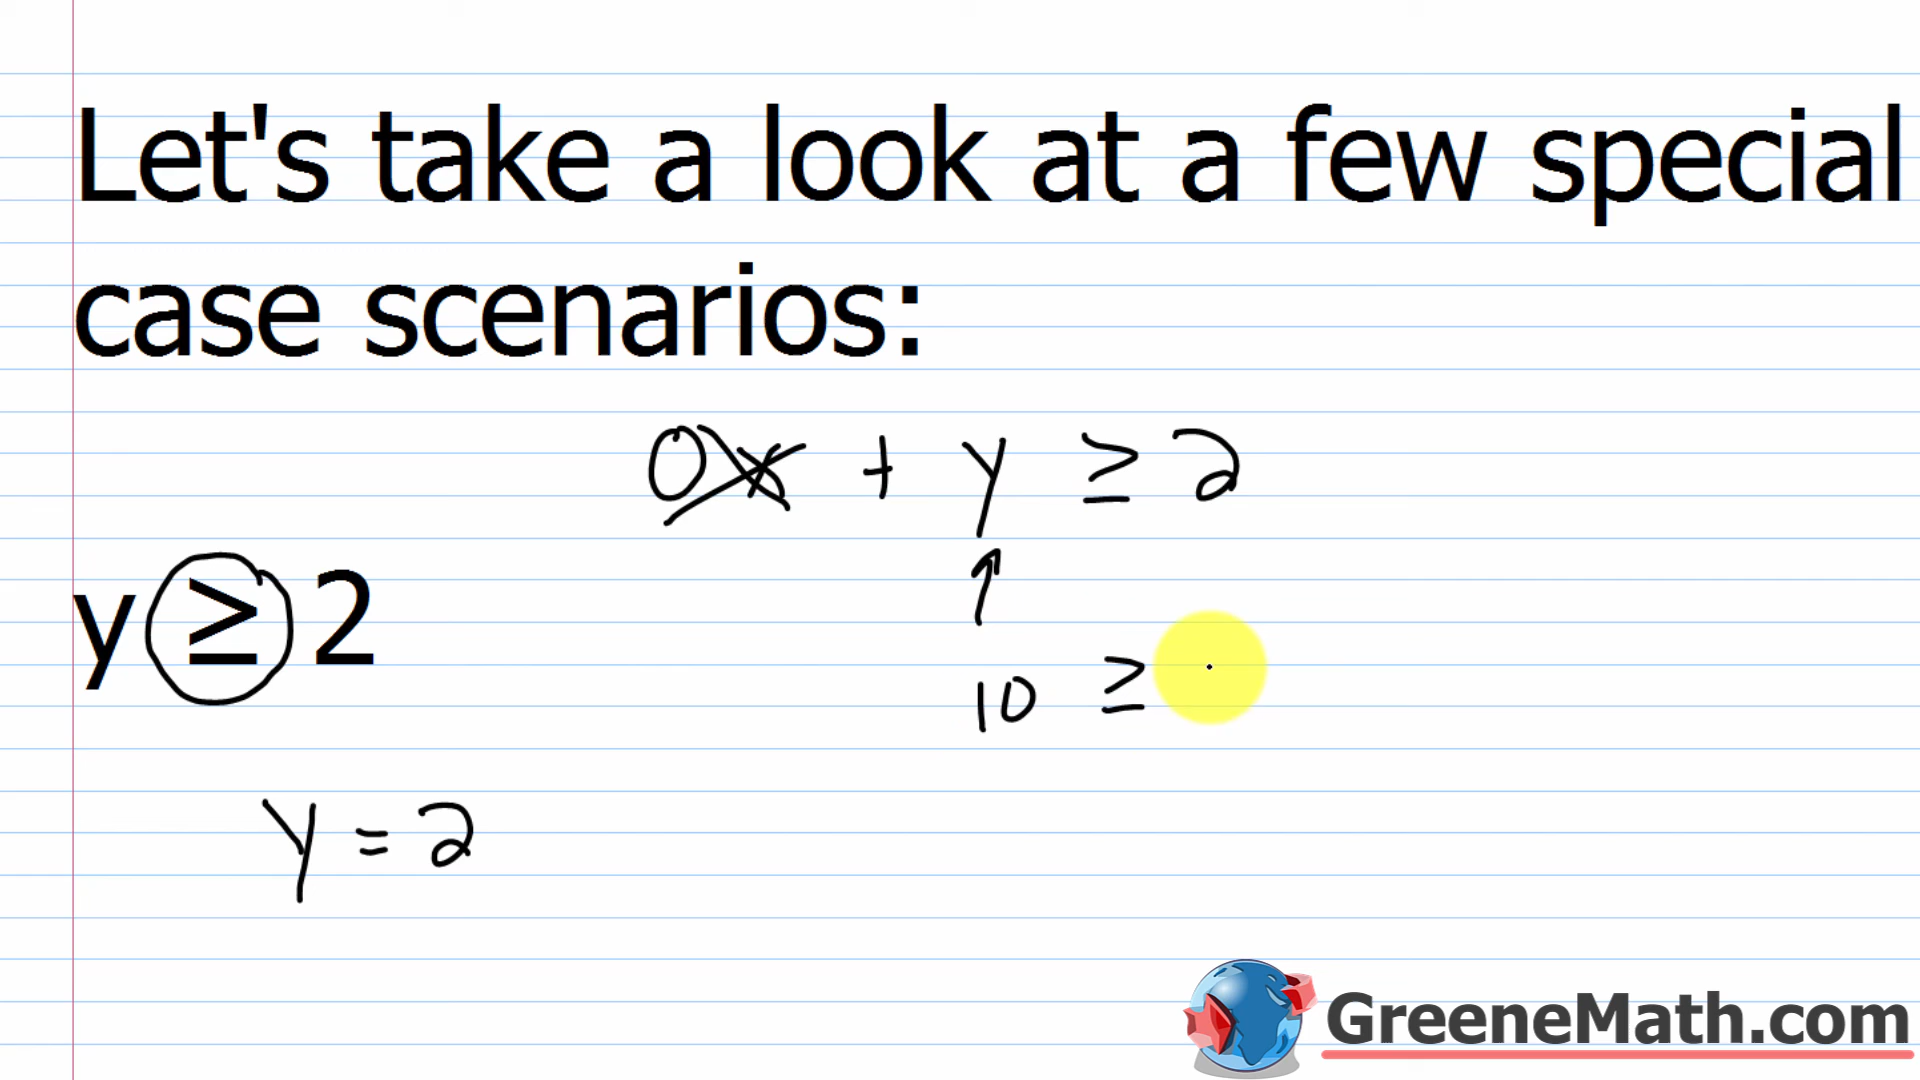 Let's take a look at a few special
case scenarios:
0x + y ≥ 2
y ≥ 2
10 ≥
y = 2
GreeneMath.com